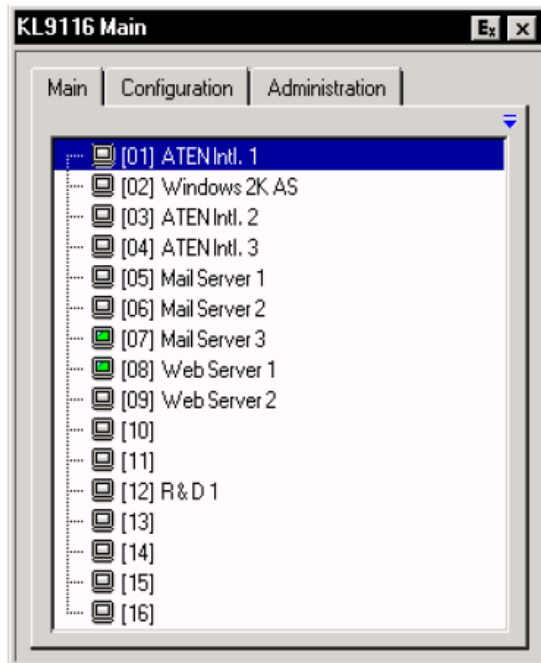 KL9116 Main Ex ×
Main Configuration Administration
[01] ATEN Intl. 1
[02] Windows 2K AS
[03] ATEN Intl. 2
[04] ATEN Intl. 3
[05] Mail Server 1
[06] Mail Server 2
[07] Mail Server 3
[08] Web Server 1
[09] Web Server 2
[10]
[11]
[12] R & D 1
[13]
[14]
[15]
[16]